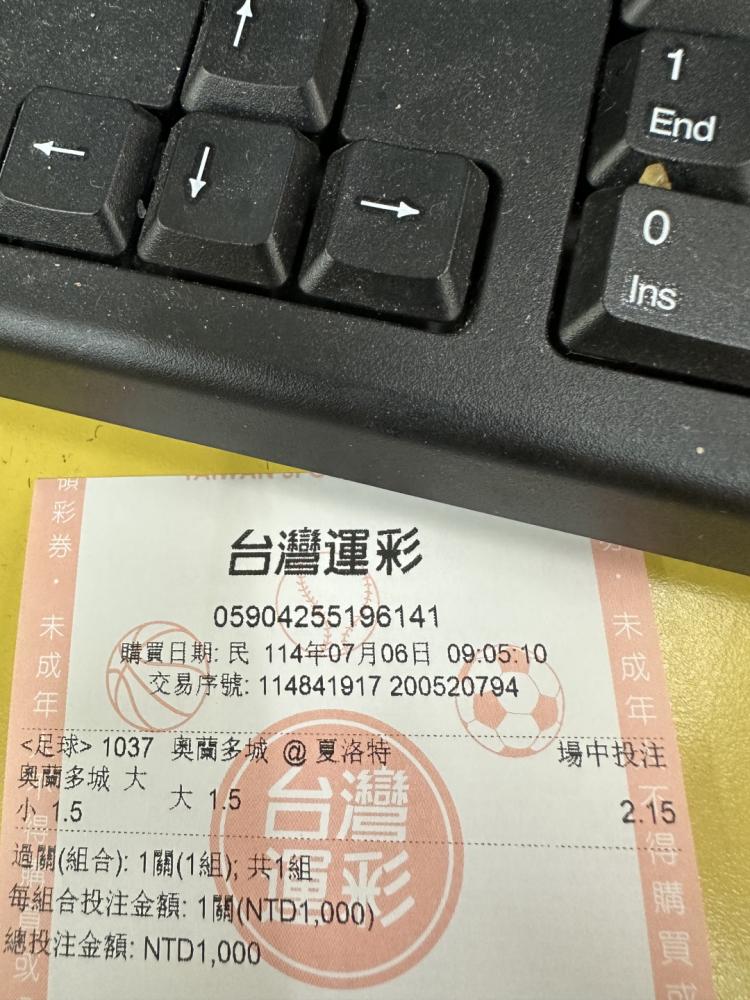 ↑
←
↓
→
1
End
0
Ins
台灣運彩
05904255196141
購買日期: 民 114年07月06日 09:05:10
交易序號: 114841917 200520794
<足球> 1037 奧蘭多城 @ 夏洛特 場中投注
奧蘭多城 大
小 1.5 大 1.5 2.15
過關(組合): 1關(1組); 共1組
每組合投注金額: 1關(NTD1,000)
總投注金額: NTD1,000
台灣
運彩
彩券．未成年
未成年
不得購買或